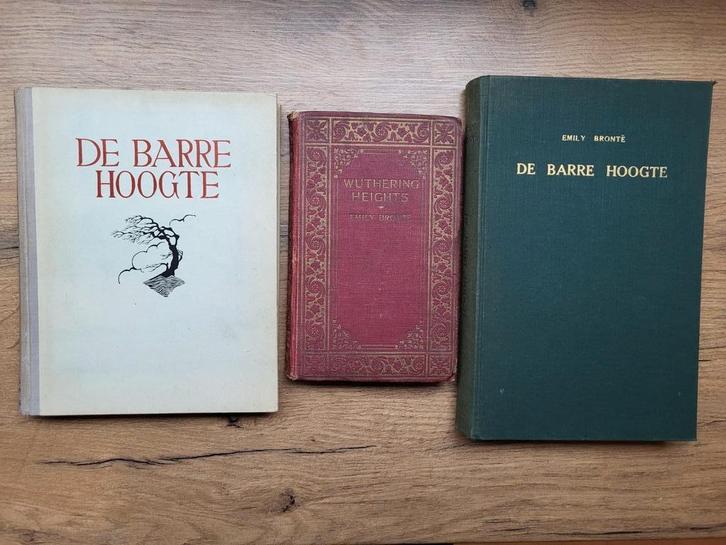 DE BARRE
HOOGTE
WUTHERING
HEIGHTS
EMILY BRONTË
EMILY BRONTË
DE BARRE HOOGTE